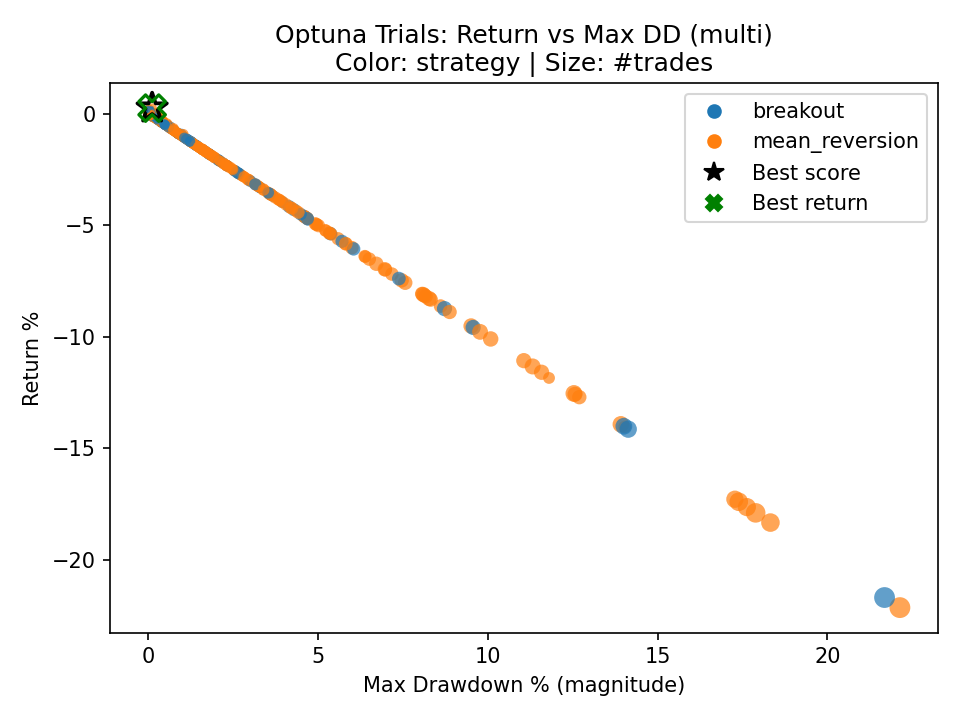 Optuna Trials: Return vs Max DD (multi)
Color: strategy | Size: #trades
breakout
mean_reversion
Best score
Best return
0
−5
−10
−15
−20
Return %
0
5
10
15
20
Max Drawdown % (magnitude)